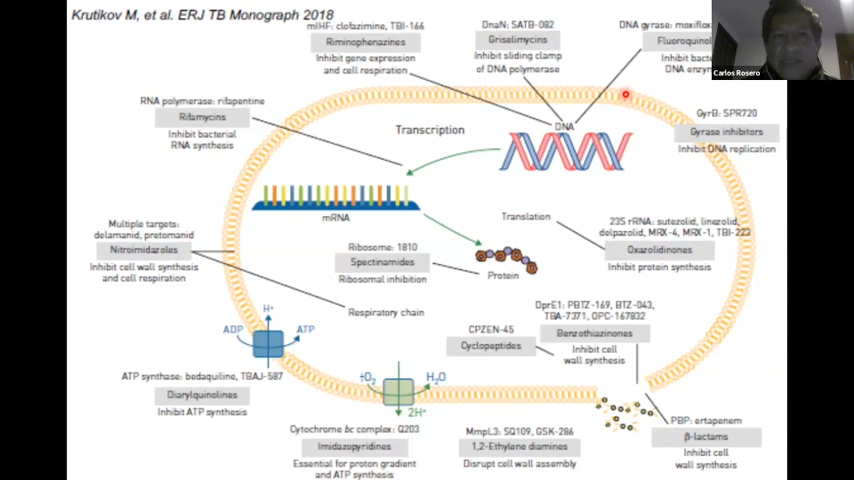 Krutikov M, et al. ERJ TB Monograph 2018
mIHF: clofazimine, TBI-166
Riminophenazines
Inhibit gene expression
and cell respiration
DnaN: SATB-082
Griselimycins
Inhibit sliding clamp
of DNA polymerase
DNA gyrase:
Inhibit
Carlos Rosero
RNA polymerase: rifapentine
Rifamycins
Inhibit bacterial
RNA synthesis
Transcription
DNA
GyrB: SPR720
Gyrase inhibitors
Inhibit DNA replication
mRNA
Multiple targets:
delamanid, pretomanid
Nitroimidazoles
Inhibit cell wall synthesis
and cell respiration
Translation
23S rRNA: sutezolid, linezolid,
delpazolid, MRX-4, MRX-1, TBI-223
Oxazolidinones
Inhibit protein synthesis
Ribosome: 1810
Spectinamides
Ribosomal inhibition
Protein
Respiratory chain
DprE1: PBTZ-169, BTZ-043,
TBA-7371, OPC-167832
Benzothiazinones
Inhibit cell
wall synthesis
CPZEN-45
Cyclopeptides
H+
ADP
ATP
ATP synthase: bedaquiline, TBAJ-587
Diarylquinolines
Inhibit ATP synthesis
O2
H2O
2H+
Cytochrome bc complex: Q203
Imidazopyridines
Essential for proton gradient
and ATP synthesis
MmpL3: SQ109, GSK-286
1,2-Ethylene diamines
Disrupt cell wall assembly
PBP: ertapenem
β-lactams
Inhibit cell
wall synthesis